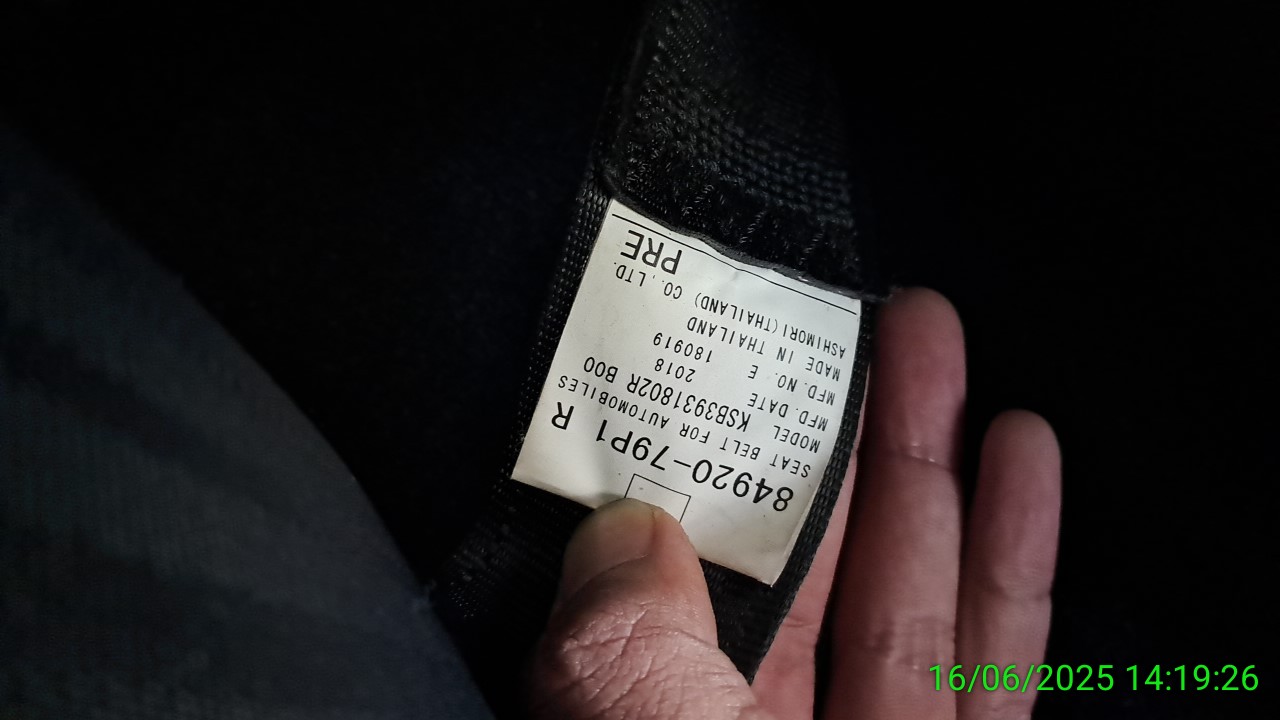 84920-79P1 R
SEAT BELT FOR AUTOMOBILES
MODEL KSB3931802R B00
MFD. DATE 2018
MFD. NO. E 180919
MADE IN THAILAND
ASHIMORI(THAILAND) CO.,LTD.
PRE
16/06/2025 14:19:26